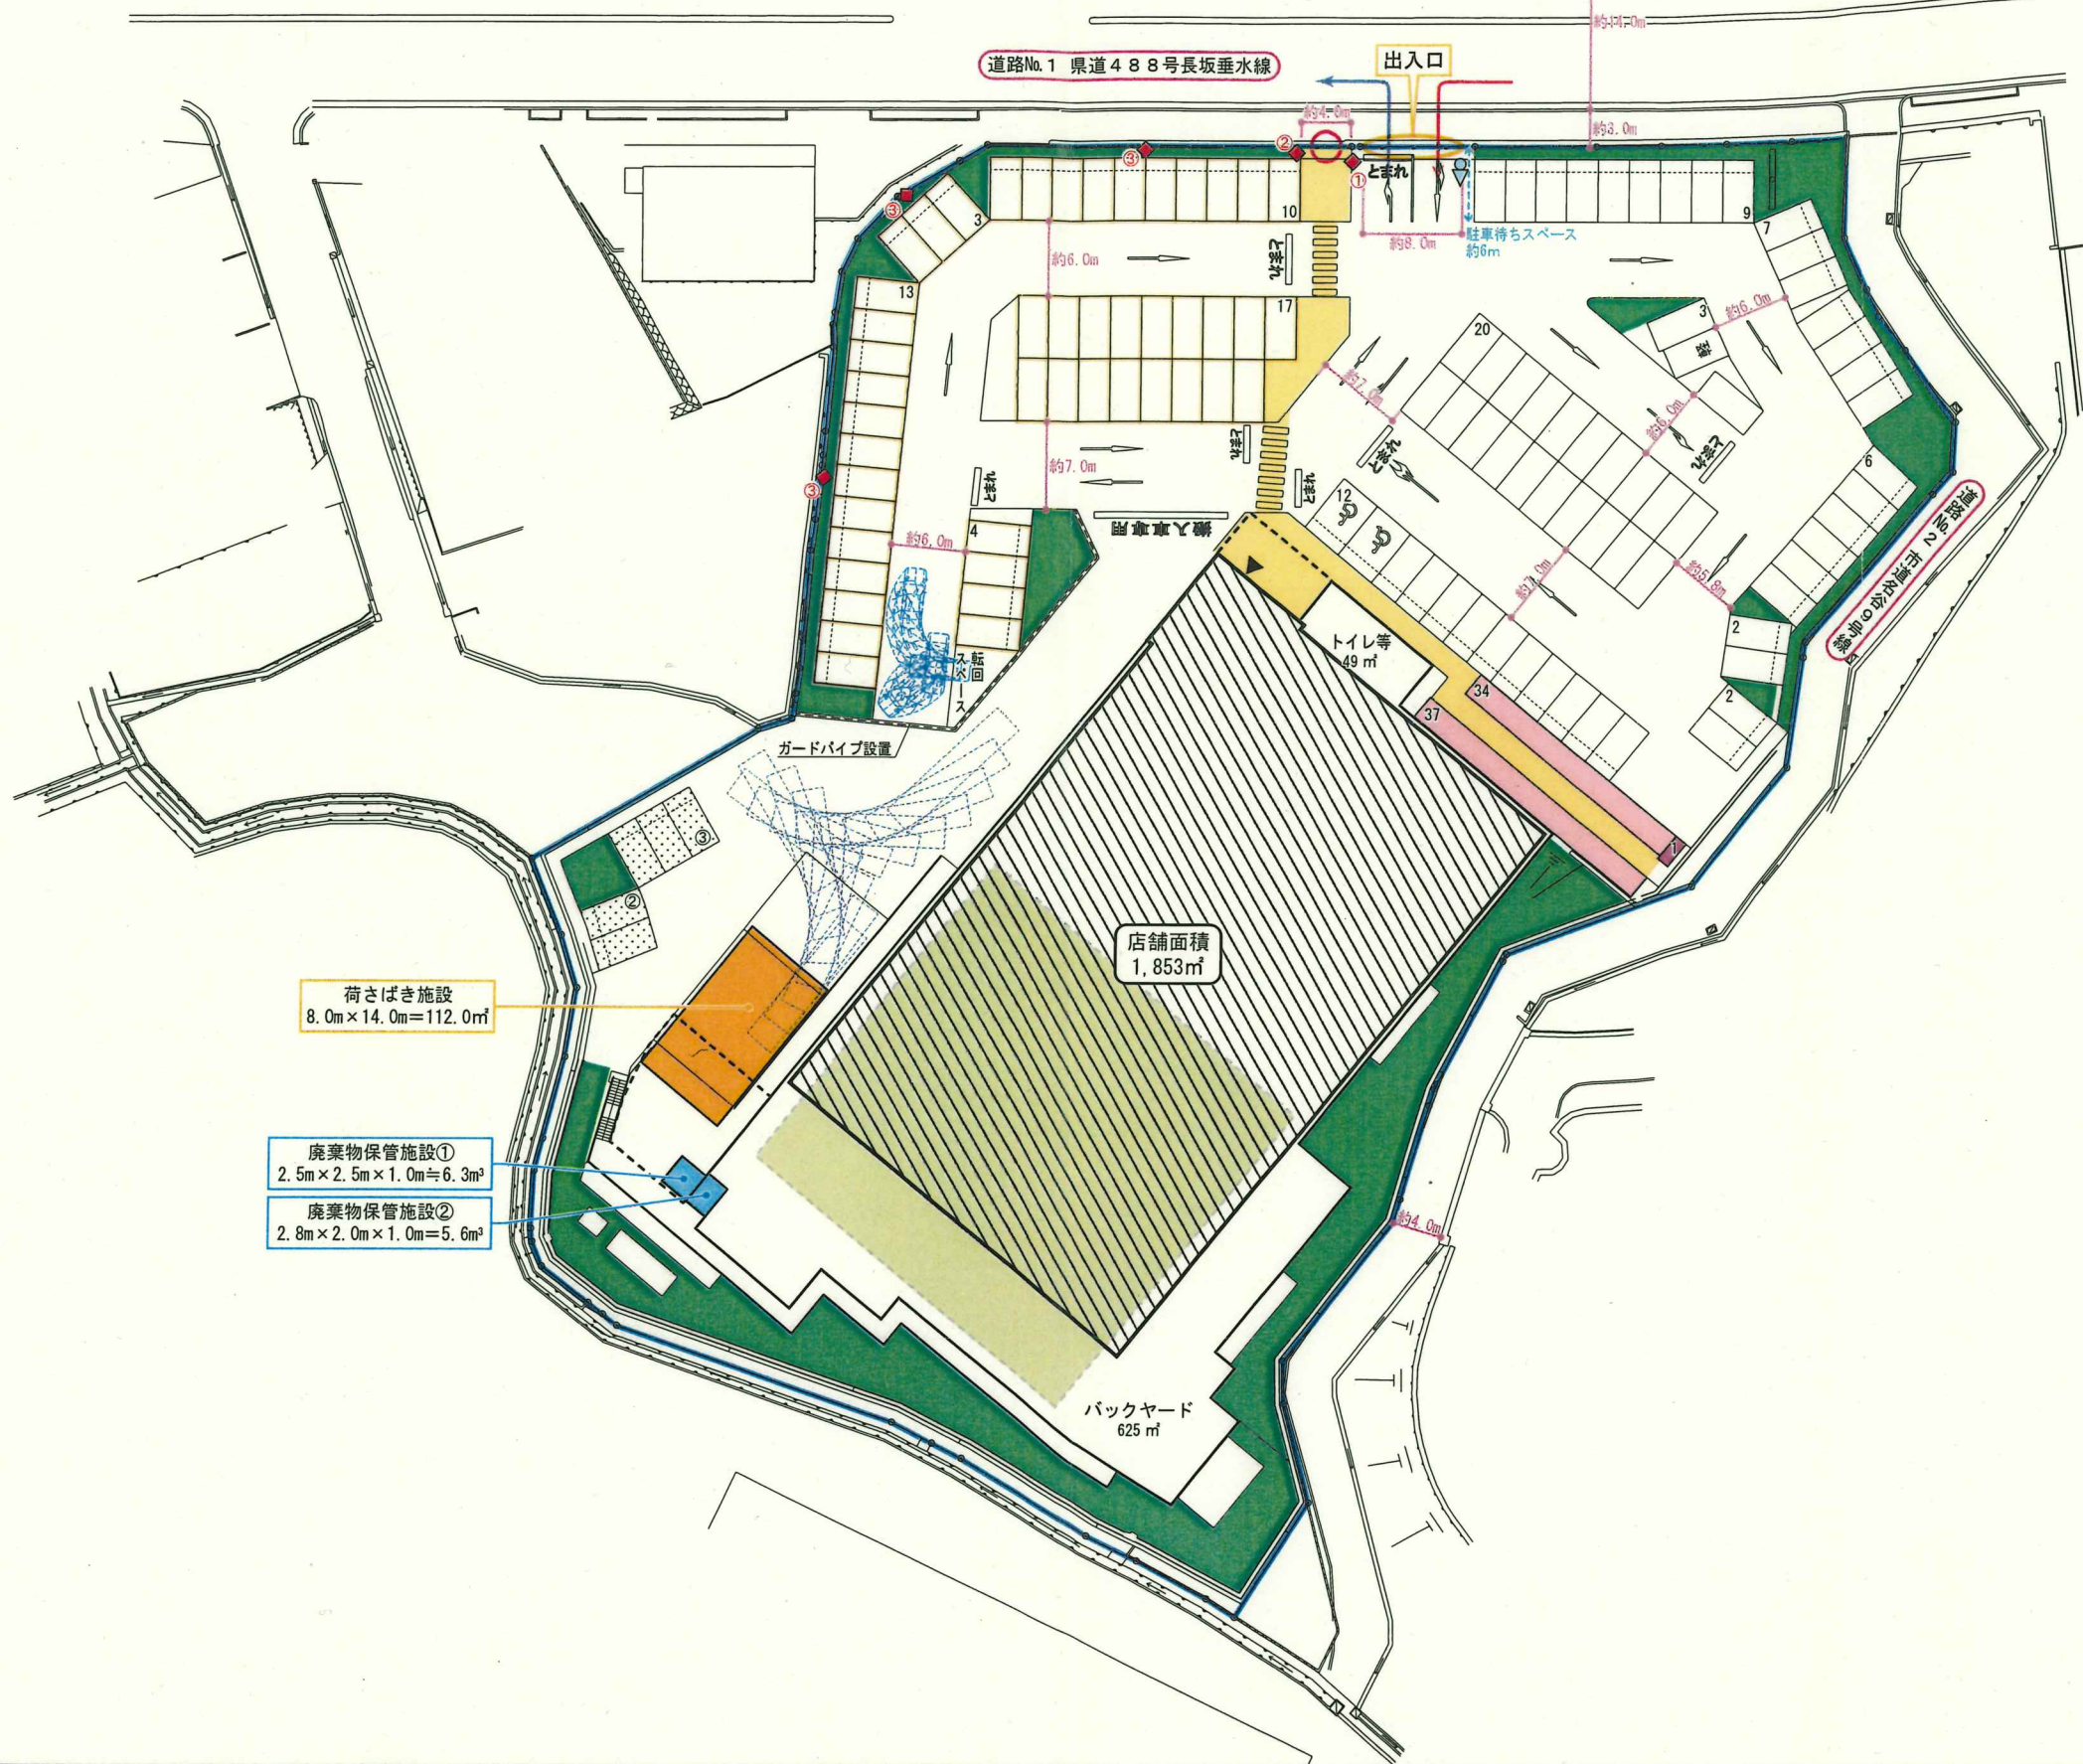 約14.0m
道路№1 県道488号長坂垂水線
出入口
約4.0m
約3.0m
②
③
①
とまれ
③
10
9
3
7
約8.0m
駐車待ちスペース
約6m
約6.0m
とまれ
13
17
20
3
約6.0m
軽
約7.0m
約6.0m
とまれ
とまれ
とまれ
約7.0m
とまれ
とまれ
③
6
12
4
搬入車専用
道路№2 市道名谷9号線
約6.0m
約7.0m
約5.8m
2
トイレ等
49㎡
転回
スペース
34
2
37
ガードパイプ設置
③
1
②
店舗面積
1,853㎡
荷さばき施設
8.0m×14.0m=112.0㎡
廃棄物保管施設①
2.5m×2.5m×1.0m≒6.3m³
廃棄物保管施設②
2.8m×2.0m×1.0m=5.6m³
約4.0m
バックヤード
625㎡